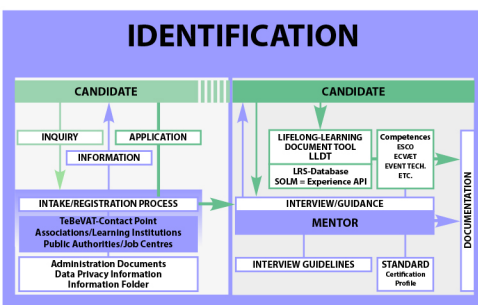 IDENTIFICATION
CANDIDATE
INQUIRY
APPLICATION
INFORMATION
INTAKE/REGISTRATION PROCESS
TeBeVAT-Contact Point
Associations/Learning Institutions
Public Authorities/Job Centres
Administration Documents
Data Privacy Information
Information Folder
CANDIDATE
LIFELONG-LEARNING
DOCUMENT TOOL
LLDT
LRS-Database
SOLM = Experience API
Competences
ESCO
ECVÆT
EVENT TECH.
ETC.
INTERVIEW/GUIDANCE
MENTOR
INTERVIEW GUIDELINES
STANDARD
Certification
Profile
DOCUMENTATION